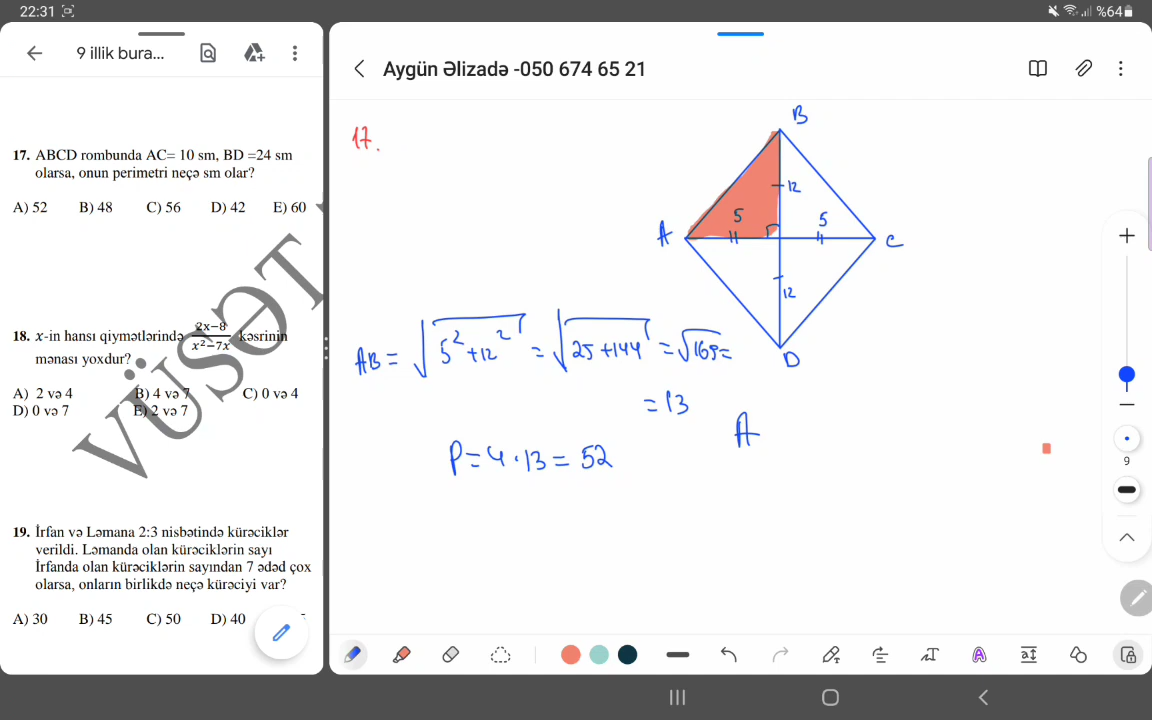 22:31
%64
9 illik bura...
17. ABCD rombunda AC= 10 sm, BD =24 sm
olarsa, onun perimetri neçə sm olar?
A) 52 B) 48 C) 56 D) 42 E) 60
18. x-in hansı qiymətlərində 2x−8/x²−7x kəsrinin
mənası yoxdur?
A) 2 və 4 B) 4 və 7 C) 0 və 4
D) 0 və 7 E) 2 və 7
19. İrfan və Ləmana 2:3 nisbətində kürəciklər
verildi. Ləmanda olan kürəciklərin sayı
İrfanda olan kürəciklərin sayından 7 ədəd çox
olarsa, onların birlikdə neçə kürəciyi var?
A) 30 B) 45 C) 50 D) 40
VÜSƏT
Aygün Əlizadə -050 674 65 21
17.
B
12
5 5
A C
12
D
AB = √5²+12² = √25+144 = √169 =
= 13
A
P = 4 · 13 = 52
9